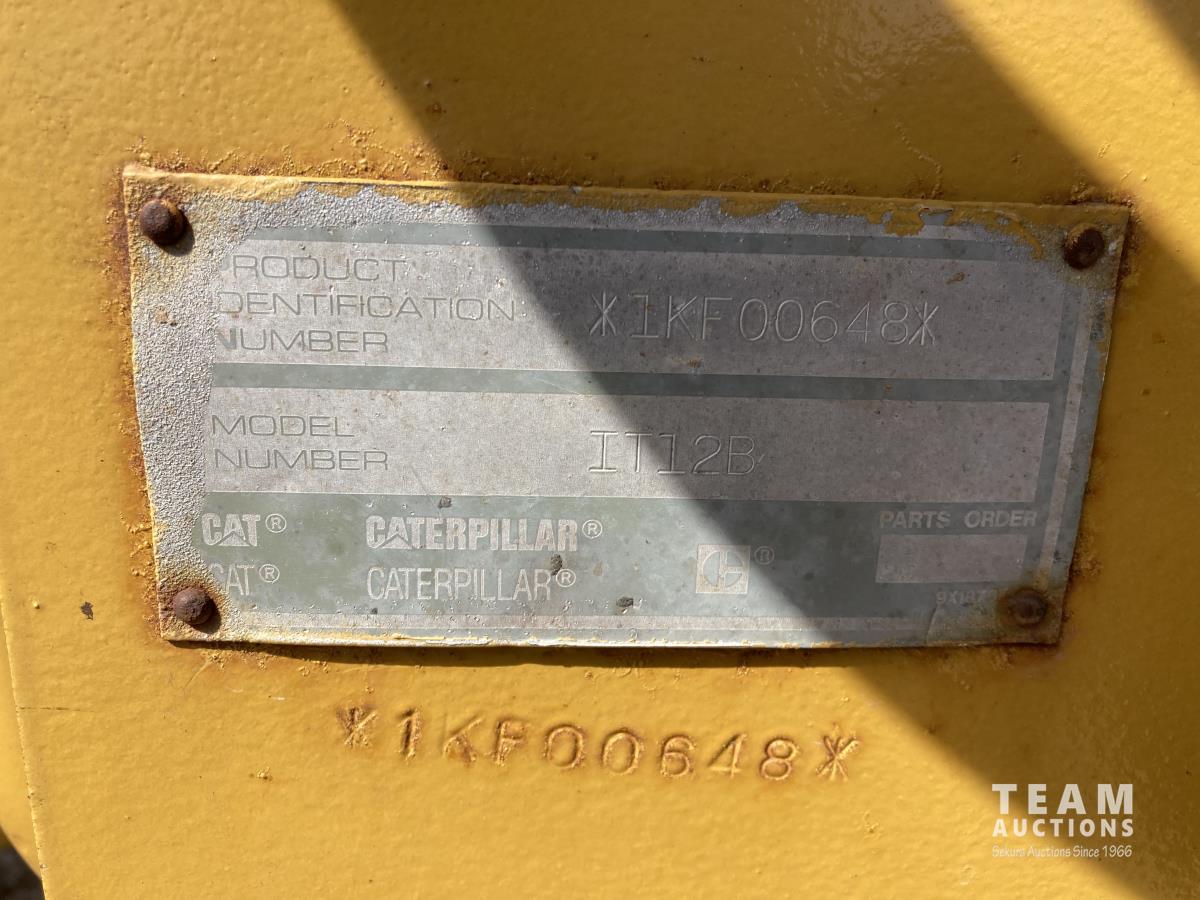 PRODUCT
IDENTIFICATION
NUMBER
*1KF00648*
MODEL
NUMBER
IT12B
CAT® CATERPILLAR®
CAT® CATERPILLAR® ®
PARTS ORDER
*1KF00648*
TEAM
AUCTIONS
Sekura Auctions Since 1966